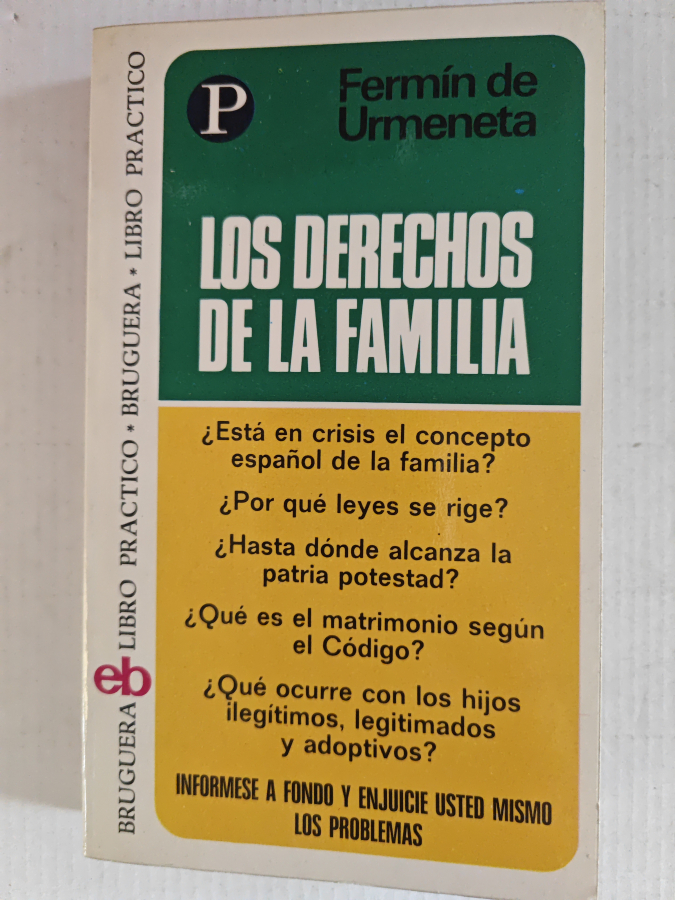 P
Fermín de
Urmeneta
LOS DERECHOS
DE LA FAMILIA
¿Está en crisis el concepto
español de la familia?
¿Por qué leyes se rige?
¿Hasta dónde alcanza la
patria potestad?
¿Qué es el matrimonio según
el Código?
¿Qué ocurre con los hijos
ilegítimos, legitimados
y adoptivos?
INFORMESE A FONDO Y ENJUICIE USTED MISMO
LOS PROBLEMAS
BRUGUERA eb LIBRO PRACTICO * BRUGUERA * LIBRO PRACTICO